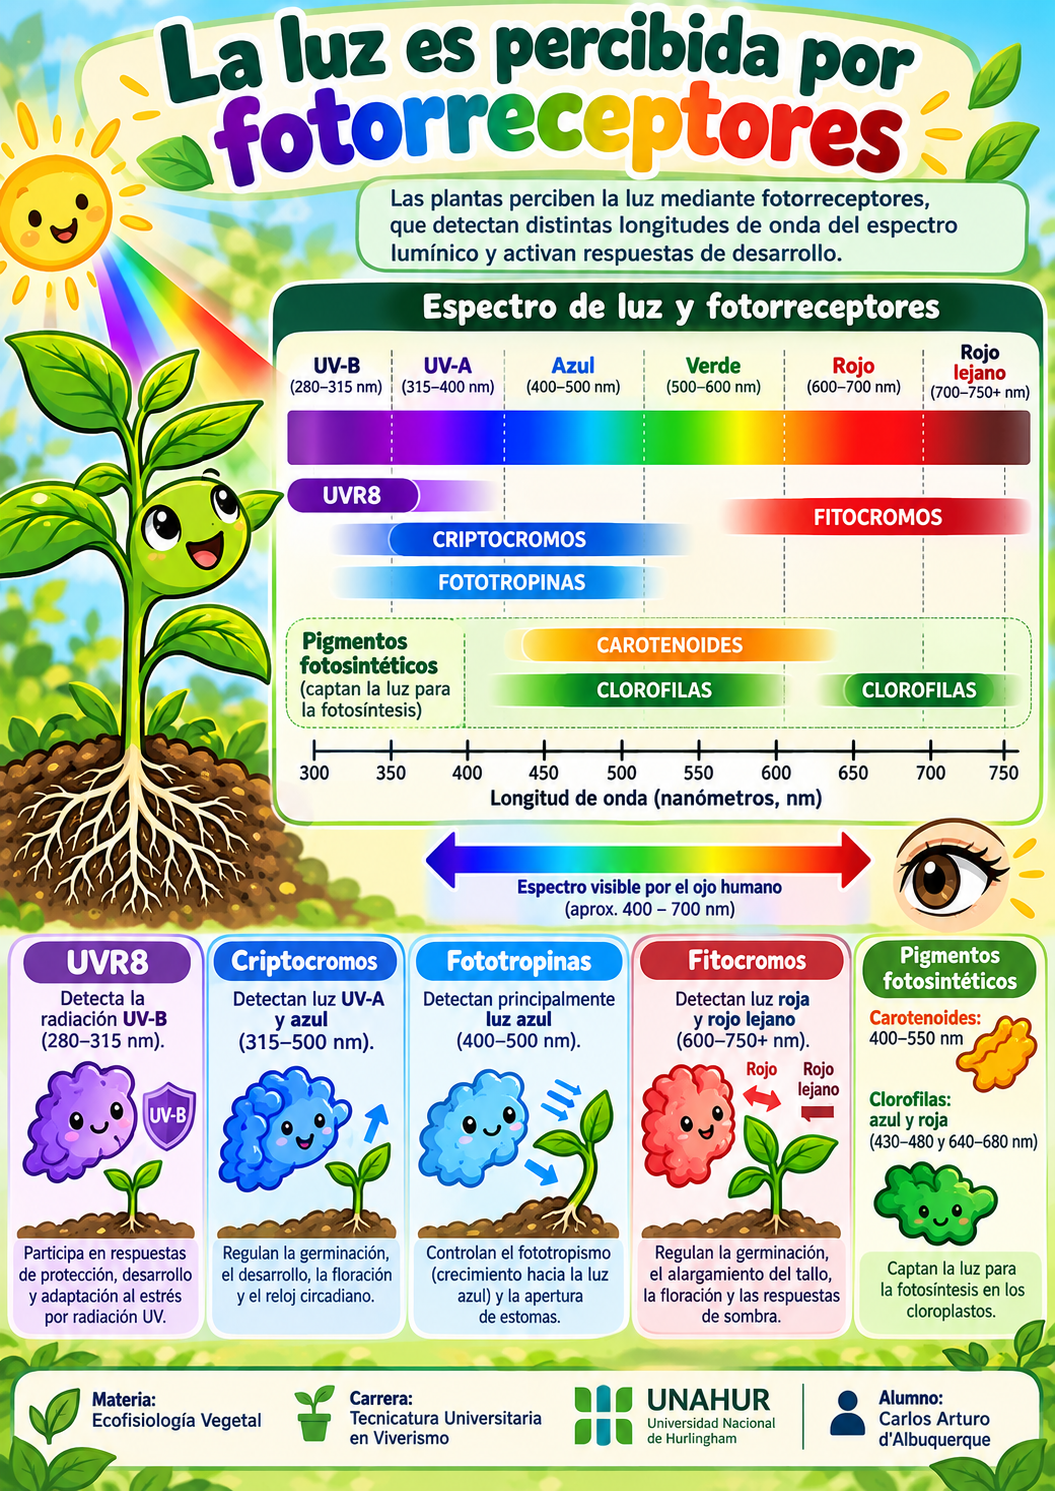 La luz es percibida por
fotorreceptores
Las plantas perciben la luz mediante fotorreceptores,
que detectan distintas longitudes de onda del espectro
lumínico y activan respuestas de desarrollo.
Espectro de luz y fotorreceptores
UV-B
(280–315 nm)
UV-A
(315–400 nm)
Azul
(400–500 nm)
Verde
(500–600 nm)
Rojo
(600–700 nm)
Rojo
lejano
(700–750+ nm)
UVR8
FITOCROMOS
CRIPTOCROMOS
FOTOTROPINAS
Pigmentos
fotosintéticos
(captan la luz para
la fotosíntesis)
CAROTENOIDES
CLOROFILAS
CLOROFILAS
300 350 400 450 500 550 600 650 700 750
Longitud de onda (nanómetros, nm)
Espectro visible por el ojo humano
(aprox. 400 – 700 nm)
UVR8
Detecta la
radiación UV-B
(280–315 nm).
UV-B
Participa en respuestas
de protección, desarrollo
y adaptación al estrés
por radiación UV.
Criptocromos
Detectan luz UV-A
y azul
(315–500 nm).
Regulan la germinación,
el desarrollo, la floración
y el reloj circadiano.
Fototropinas
Detectan principalmente
luz azul
(400–500 nm).
Controlan el fototropismo
(crecimiento hacia la luz
azul) y la apertura
de estomas.
Fitocromos
Detectan luz roja
y rojo lejano
(600–750+ nm).
Rojo
Rojo
lejano
Regulan la germinación,
el alargamiento del tallo,
la floración y las respuestas
de sombra.
Pigmentos
fotosintéticos
Carotenoides:
400–550 nm
Clorofilas:
azul y roja
(430–480 y 640–680 nm)
Captan la luz para
la fotosíntesis en los
cloroplastos.
Materia:
Ecofisiología Vegetal
Carrera:
Tecnicatura Universitaria
en Viverismo
UNAHUR
Universidad Nacional
de Hurlingham
Alumno:
Carlos Arturo
d'Albuquerque